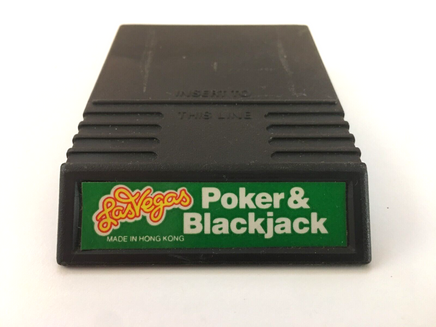 INSERT TO
THIS LINE
Las Vegas
Poker &
Blackjack
MADE IN HONG KONG